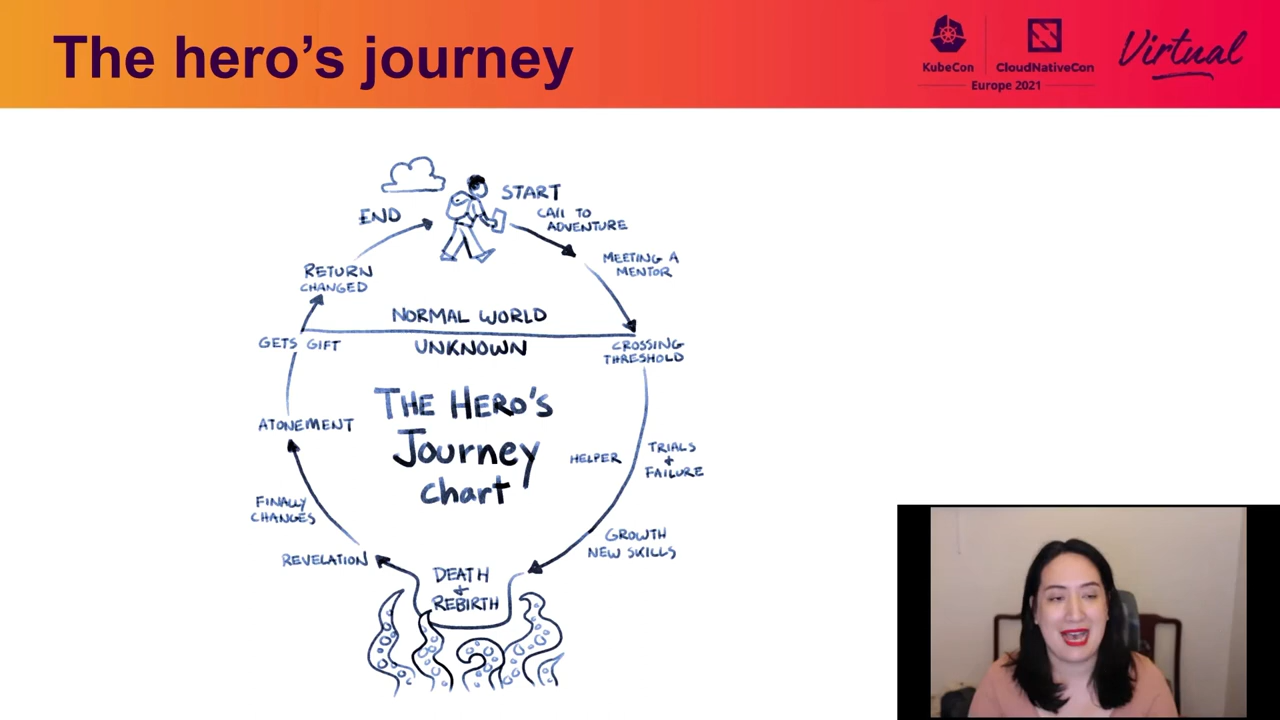 The hero's journey
KubeCon
CloudNativeCon
Europe 2021
Virtual
START
CALL TO
ADVENTURE
MEETING A
MENTOR
CROSSING
THRESHOLD
HELPER
TRIALS
+
FAILURE
GROWTH
NEW SKILLS
DEATH
+
REBIRTH
REVELATION
FINALLY
CHANGES
ATONEMENT
GETS GIFT
RETURN
CHANGED
END
NORMAL WORLD
UNKNOWN
THE HERO'S
JOURNEY
CHART